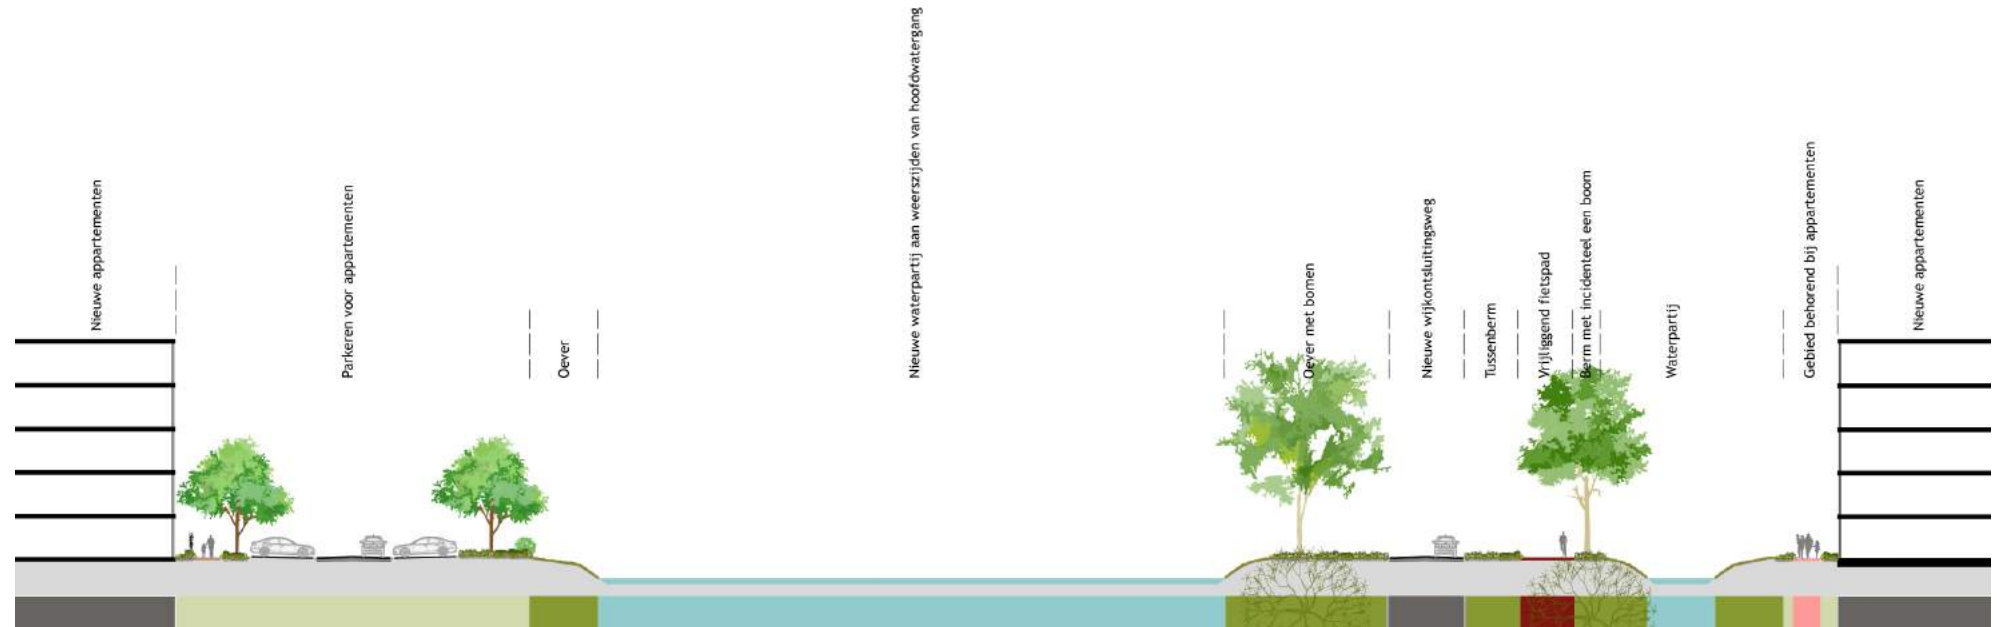 Nieuwe appartementen
Parkeren voor appartementen
Oever
Nieuwe waterpartij aan weerszijden van hoofdwatergang
Oever met bomen
Nieuwe wijkontsluitingsweg
Tussenberm
Vrijliggend fietspad
Berm met incidenteel een boom
Waterpartij
Gebied behorend bij appartementen
Nieuwe appartementen